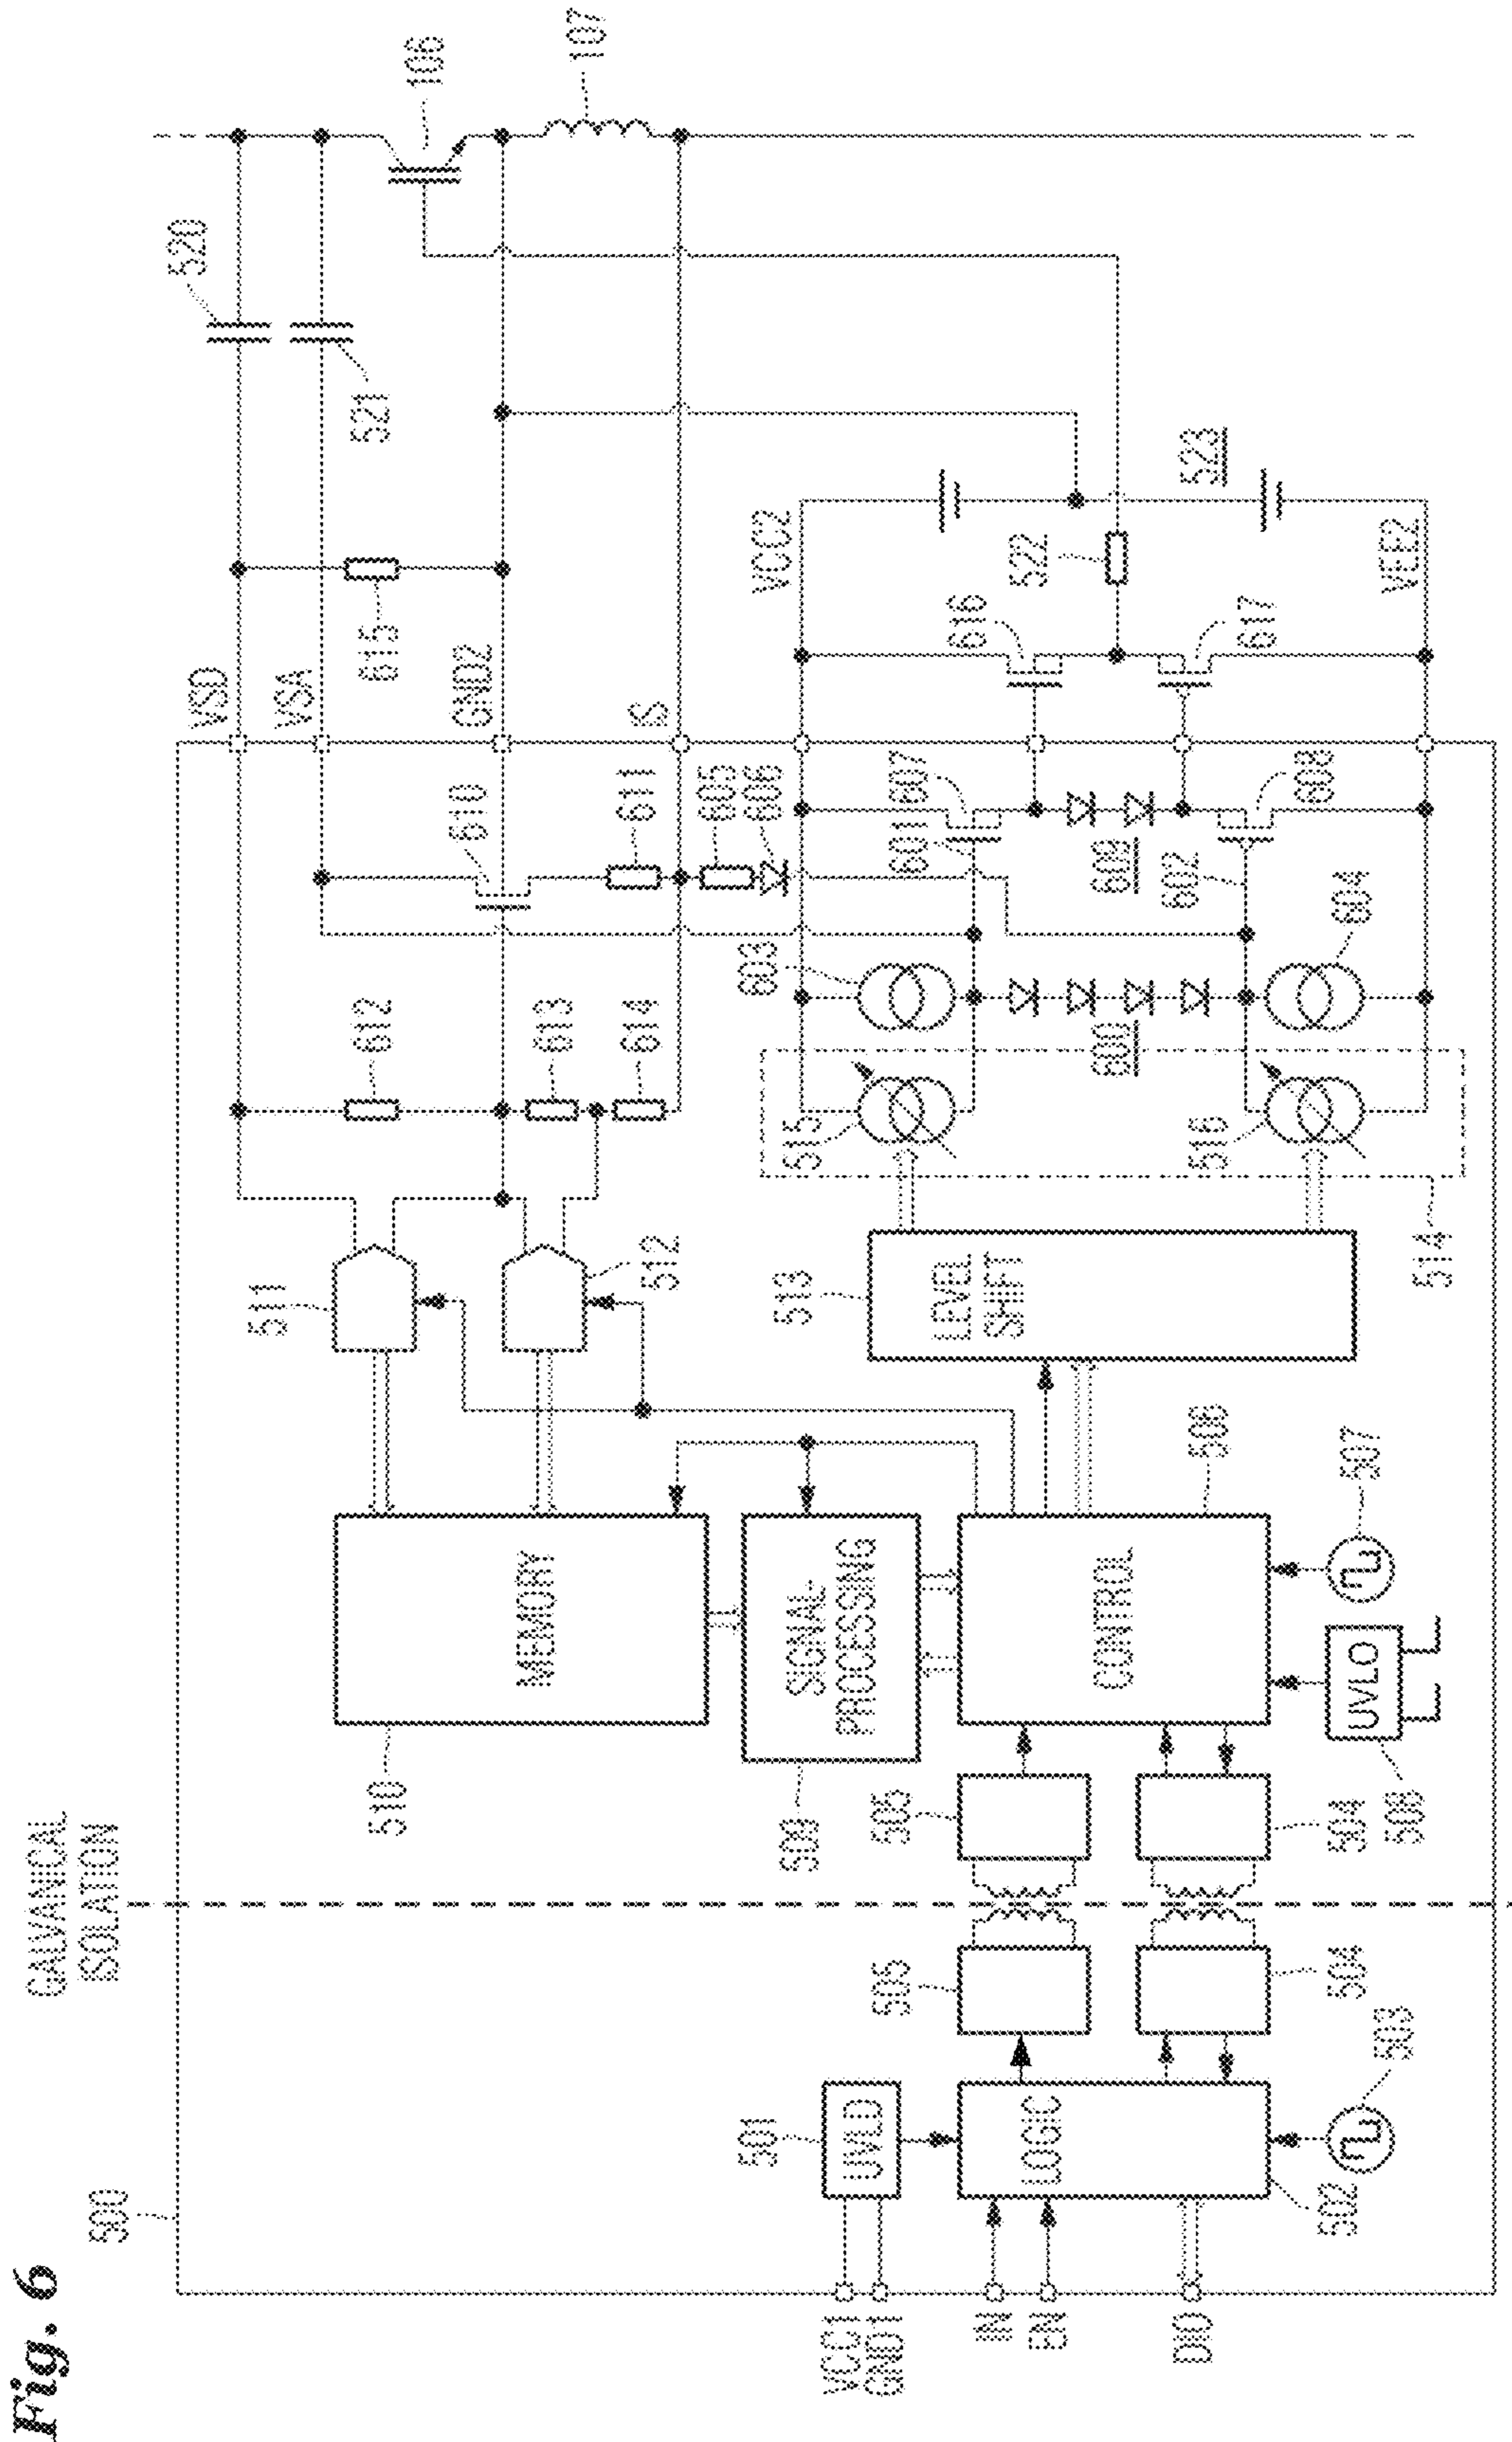 Fig. 6
500
GALVANICAL
ISOLATION
VCC1
GND1
IN
EN
DIO
501
UVLD
LOGIC
502
503
505
504
505
504
510
MEMORY
509
SIGNAL-
PROCESSING
CONTROL
506
507
UVLO
508
511
512
513
LEVEL
SHIFT
514
515
516
612
613
614
603
600
604
610
611
605
606
601
607
609
602
608
VSD
VSA
GND2
IS
615
616
617
VCC2
VEE2
522
523
520
521
106
107